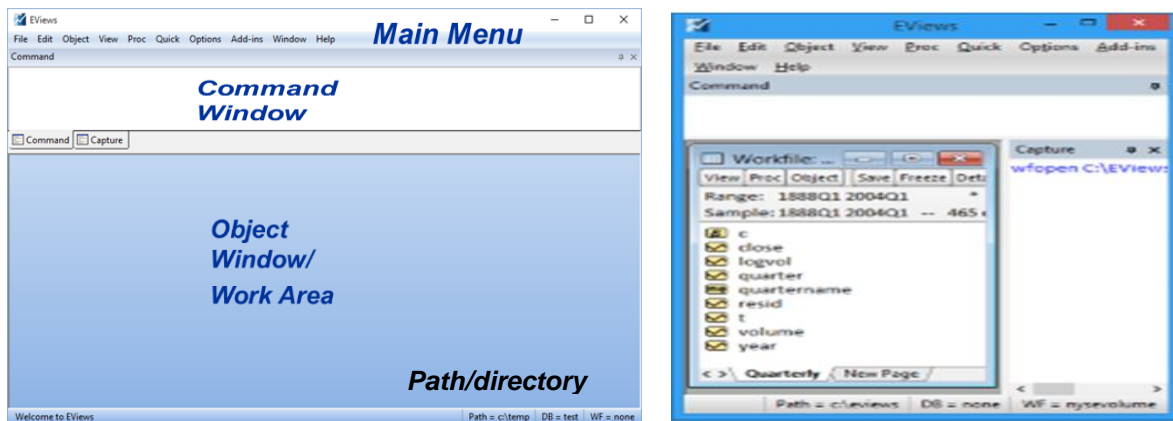 EViews
File Edit Object View Proc Quick Options Add-ins Window Help
Main Menu
Command
Command
Window
Command Capture
Object
Window/
Work Area
Path/directory
Welcome to EViews
Path = c:\temp DB = test WF = none
EViews
File Edit Object View Proc Quick Options Add-ins
Window Help
Command
Workfile: ...
View Proc Object Save Freeze Deta
Range: 1888Q1 2004Q1 *
Sample: 1888Q1 2004Q1 -- 465
c
close
logvol
quarter
quartername
resid
t
volume
year
< > Quarterly New Page
Capture
wfopen C:\EViews
< >
Path = c:\eviews DB = none WF = nysevolume